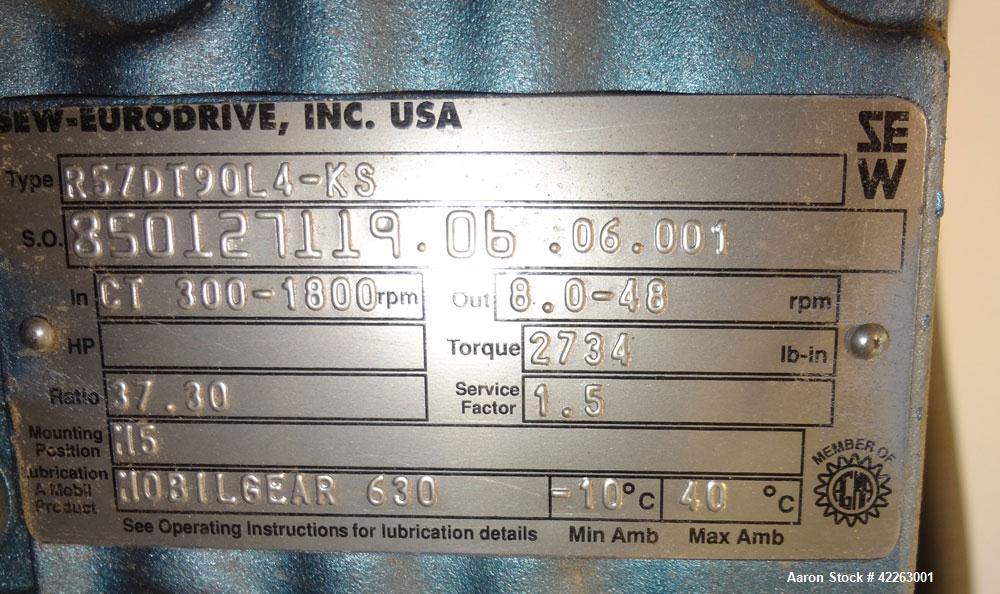 SEW-EURODRIVE, INC. USA
SE
W
Type R57DT90L4-KS
S.O. 850127119.06.06.001
In CT 300-1800 rpm Out 8.0-48 rpm
HP Torque 2734 lb-in
Ratio 37.30 Service Factor 1.5
Mounting Position M5
Lubrication A Mobil Product MOBILGEAR 630 -10°C 40 °C
See Operating Instructions for lubrication details Min Amb Max Amb
MEMBER OF
AGMA
Aaron Stock # 42263001